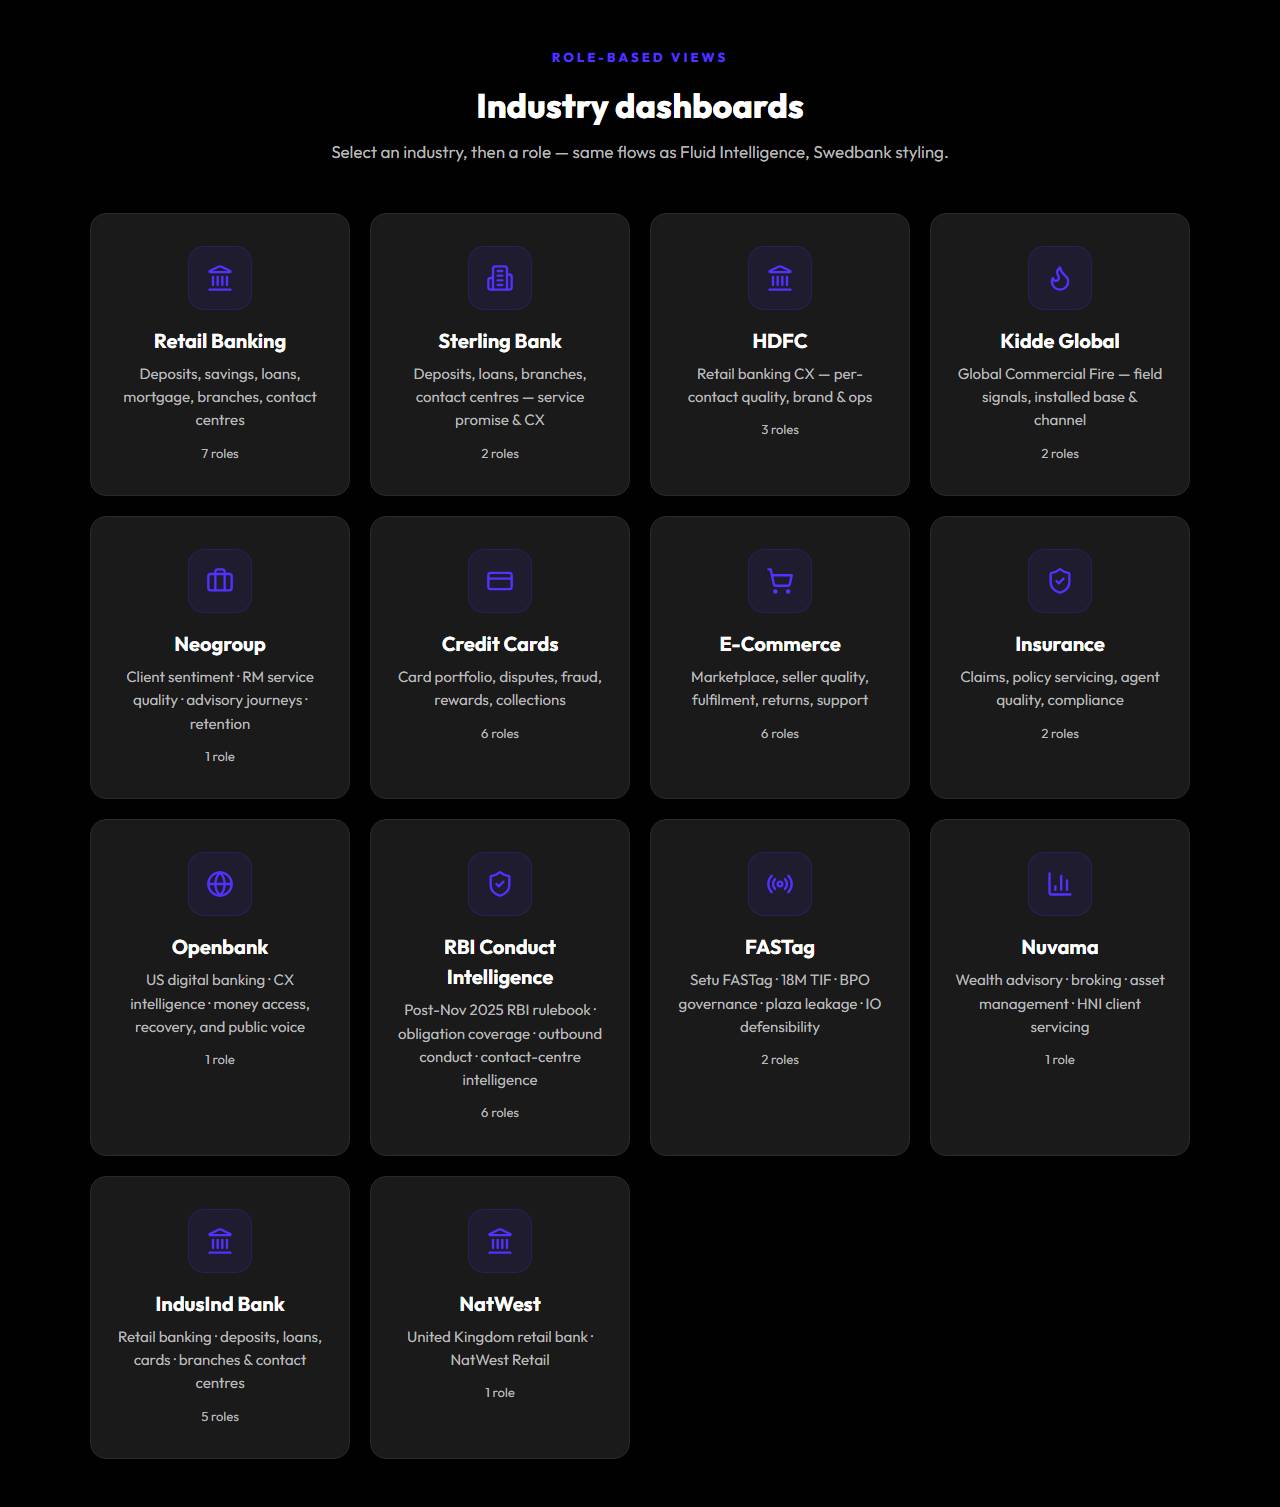 ROLE-BASED VIEWS
Industry dashboards
Select an industry, then a role — same flows as Fluid Intelligence, Swedbank styling.
Retail Banking
Deposits, savings, loans,
mortgage, branches, contact
centres
7 roles
Sterling Bank
Deposits, loans, branches,
contact centres — service
promise & CX
2 roles
HDFC
Retail banking CX — per-
contact quality, brand & ops
3 roles
Kidde Global
Global Commercial Fire — field
signals, installed base &
channel
2 roles
Neogroup
Client sentiment · RM service
quality · advisory journeys ·
retention
1 role
Credit Cards
Card portfolio, disputes, fraud,
rewards, collections
6 roles
E-Commerce
Marketplace, seller quality,
fulfilment, returns, support
6 roles
Insurance
Claims, policy servicing, agent
quality, compliance
2 roles
Openbank
US digital banking · CX
intelligence · money access,
recovery, and public voice
1 role
RBI Conduct
Intelligence
Post-Nov 2025 RBI rulebook ·
obligation coverage · outbound
conduct · contact-centre
intelligence
6 roles
FASTag
Setu FASTag · 18M TIF · BPO
governance · plaza leakage · IO
defensibility
2 roles
Nuvama
Wealth advisory · broking · asset
management · HNI client
servicing
1 role
IndusInd Bank
Retail banking · deposits, loans,
cards · branches & contact
centres
5 roles
NatWest
United Kingdom retail bank ·
NatWest Retail
1 role